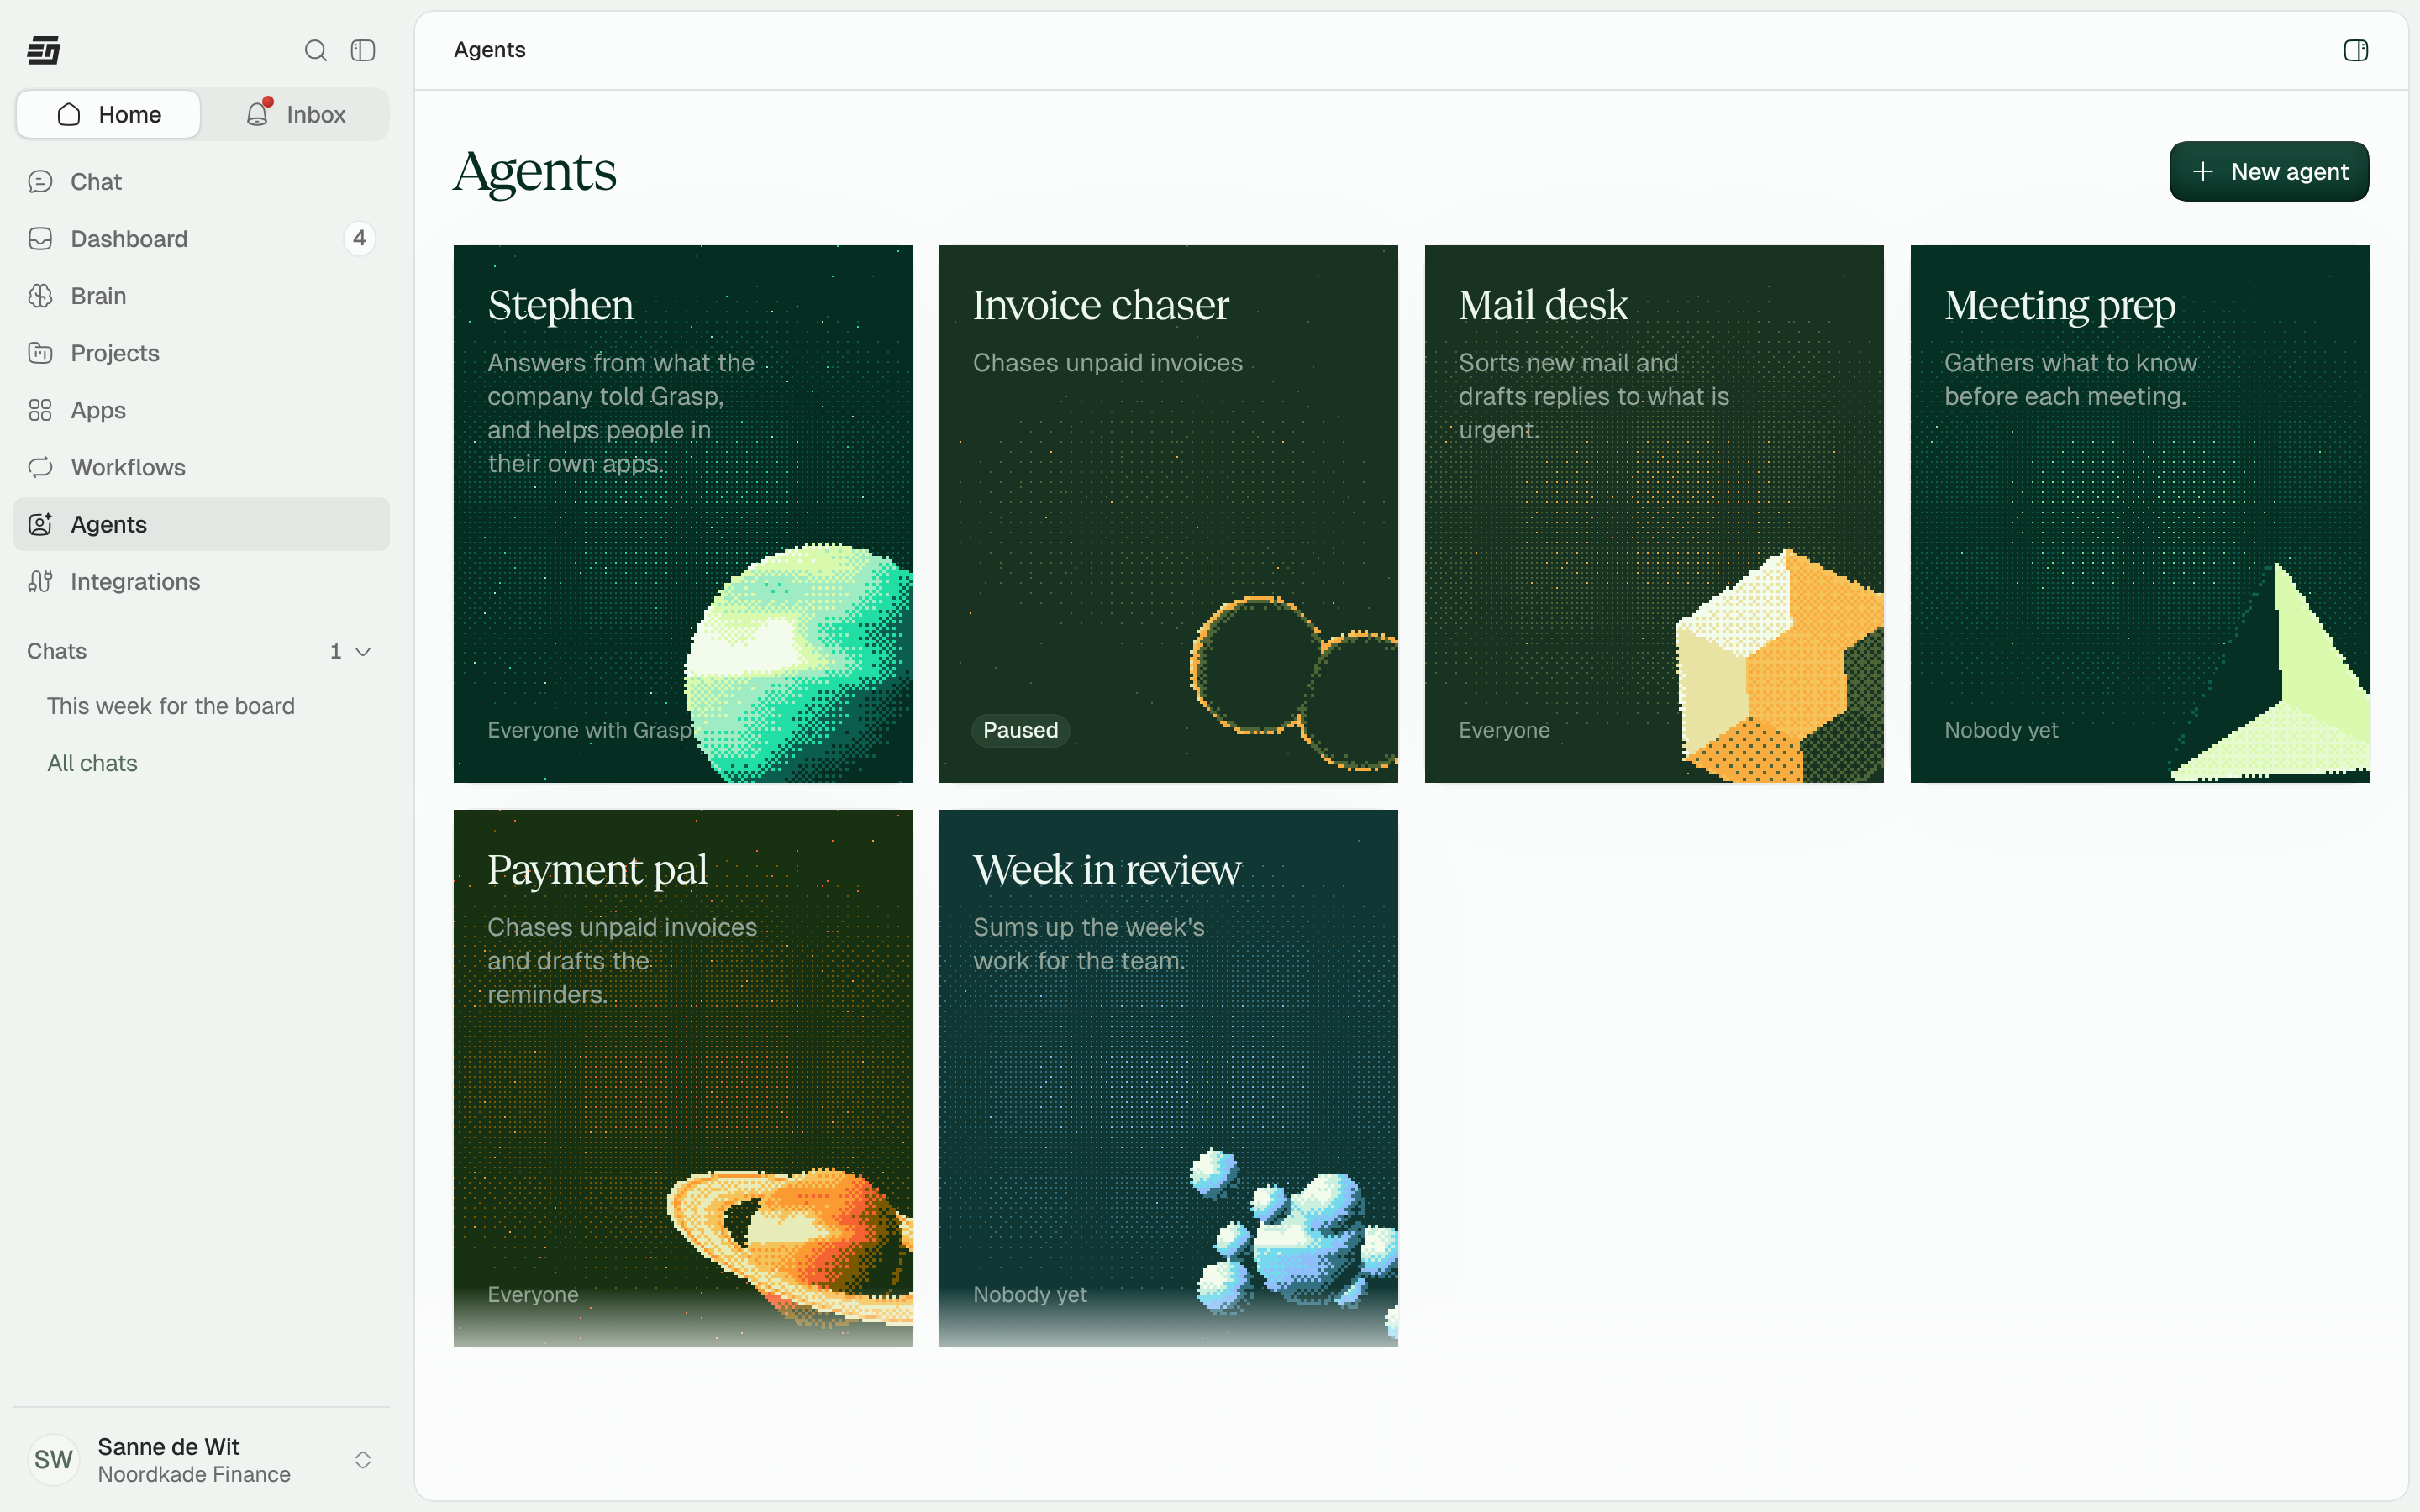 Agents
Home
Inbox
Chat
Dashboard
4
Brain
Projects
Apps
Workflows
Agents
Integrations
Chats
1
This week for the board
All chats
SW
Sanne de Wit
Noordkade Finance
Agents
New agent
Stephen
Answers from what the
company told Grasp,
and helps people in
their own apps.
Everyone with Grasp
Invoice chaser
Chases unpaid invoices
Paused
Mail desk
Sorts new mail and
drafts replies to what is
urgent.
Everyone
Meeting prep
Gathers what to know
before each meeting.
Nobody yet
Payment pal
Chases unpaid invoices
and drafts the
reminders.
Everyone
Week in review
Sums up the week's
work for the team.
Nobody yet